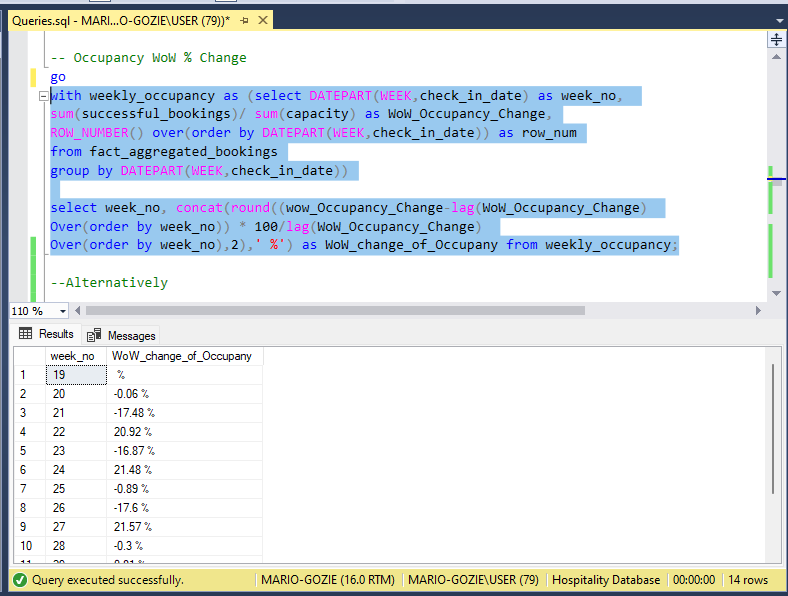 Queries.sql - MARI...O-GOZIE\USER (79))*
-- Occupancy WoW % Change
go
with weekly_occupancy as (select DATEPART(WEEK,check_in_date) as week_no,
sum(successful_bookings)/ sum(capacity) as WoW_Occupancy_Change,
ROW_NUMBER() over(order by DATEPART(WEEK,check_in_date)) as row_num
from fact_aggregated_bookings
group by DATEPART(WEEK,check_in_date))
select week_no, concat(round((wow_Occupancy_Change-lag(WoW_Occupancy_Change)
Over(order by week_no)) * 100/lag(WoW_Occupancy_Change)
Over(order by week_no),2),' %') as WoW_change_of_Occupany from weekly_occupancy;
--Alternatively
110 %
Results Messages
week_no WoW_change_of_Occupany
1 19 %
2 20 -0.06 %
3 21 -17.48 %
4 22 20.92 %
5 23 -16.87 %
6 24 21.48 %
7 25 -0.89 %
8 26 -17.6 %
9 27 21.57 %
10 28 -0.3 %
Query executed successfully. MARIO-GOZIE (16.0 RTM) MARIO-GOZIE\USER (79) Hospitality Database 00:00:00 14 rows